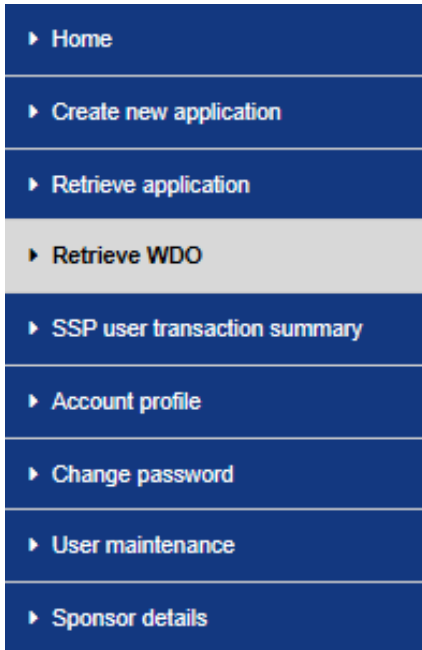 Home
Create new application
Retrieve application
Retrieve WDO
SSP user transaction summary
Account profile
Change password
User maintenance
Sponsor details